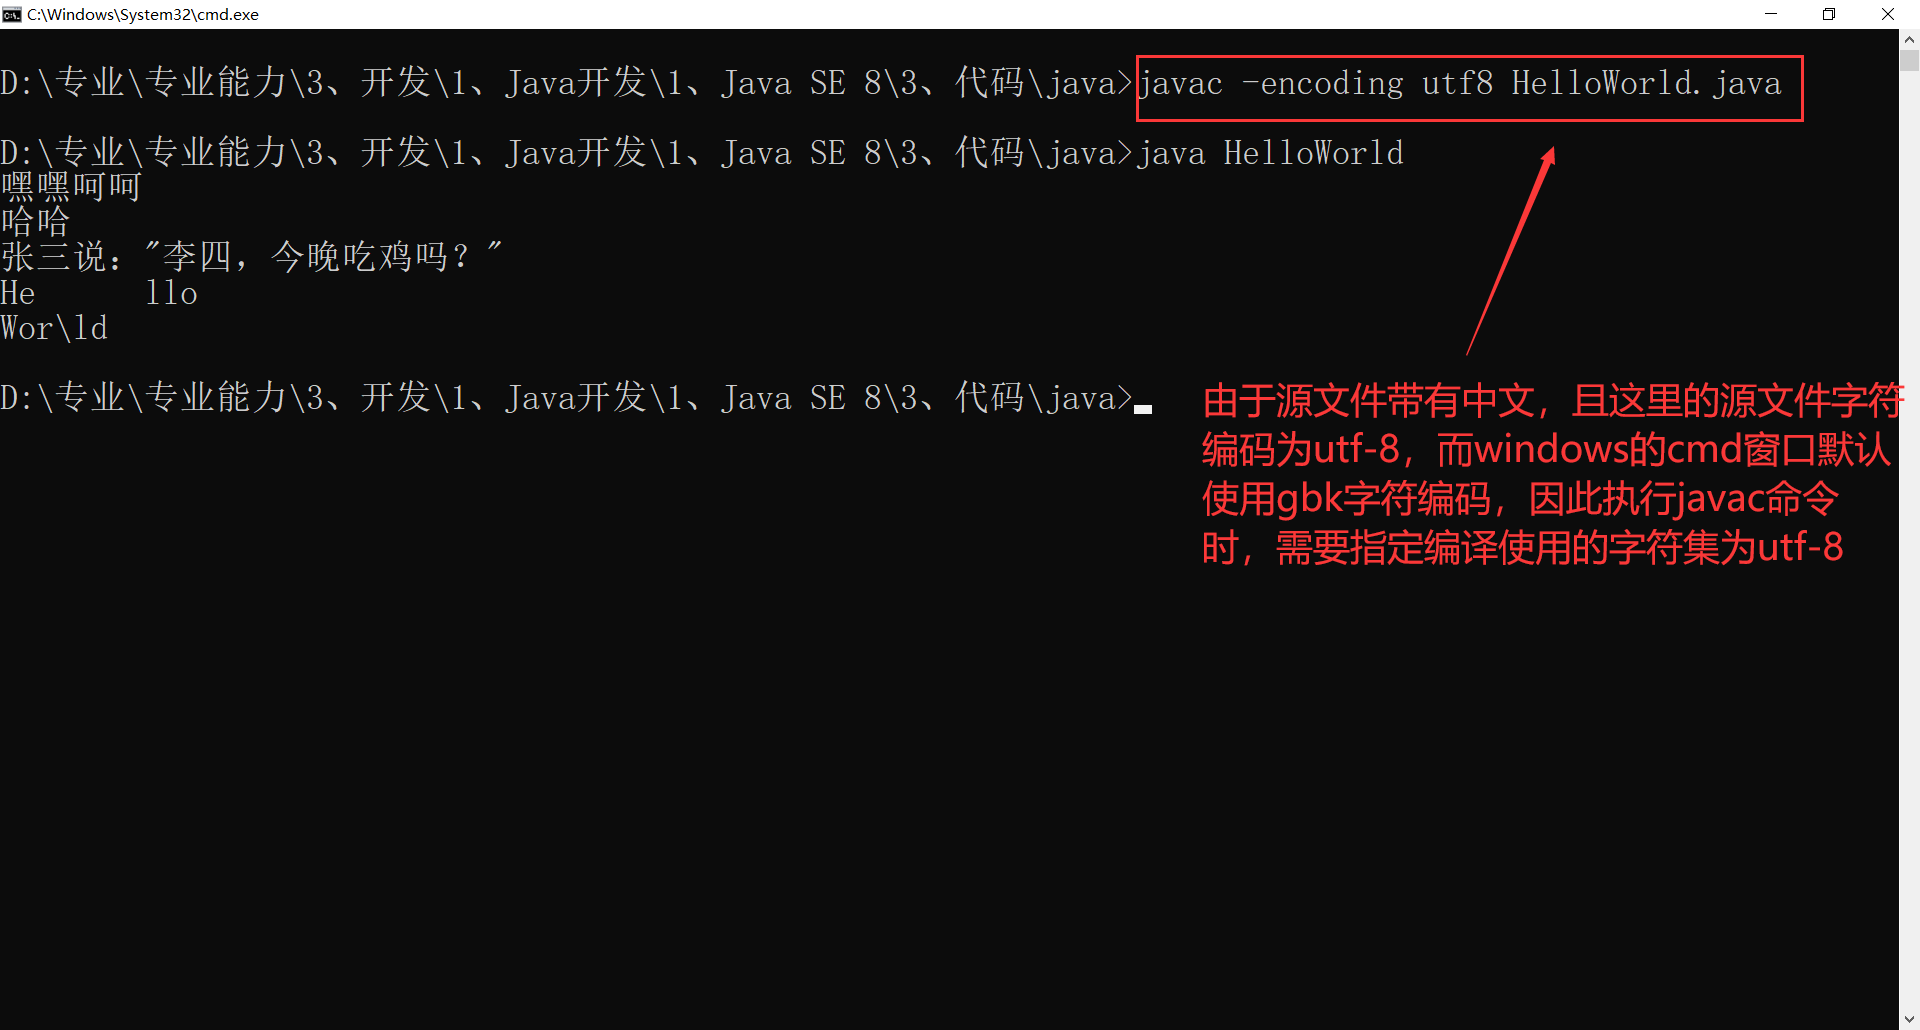 C:\Windows\System32\cmd.exe
D:\专业\专业能力\3、开发\1、Java开发\1、Java SE 8\3、代码\java>javac -encoding utf8 HelloWorld.java
D:\专业\专业能力\3、开发\1、Java开发\1、Java SE 8\3、代码\java>java HelloWorld
嘿嘿呵呵
哈哈
张三说："李四，今晚吃鸡吗？"
He      llo
Wor\ld
D:\专业\专业能力\3、开发\1、Java开发\1、Java SE 8\3、代码\java>
由于源文件带有中文，且这里的源文件字符
编码为utf-8，而windows的cmd窗口默认
使用gbk字符编码，因此执行javac命令
时，需要指定编译使用的字符集为utf-8